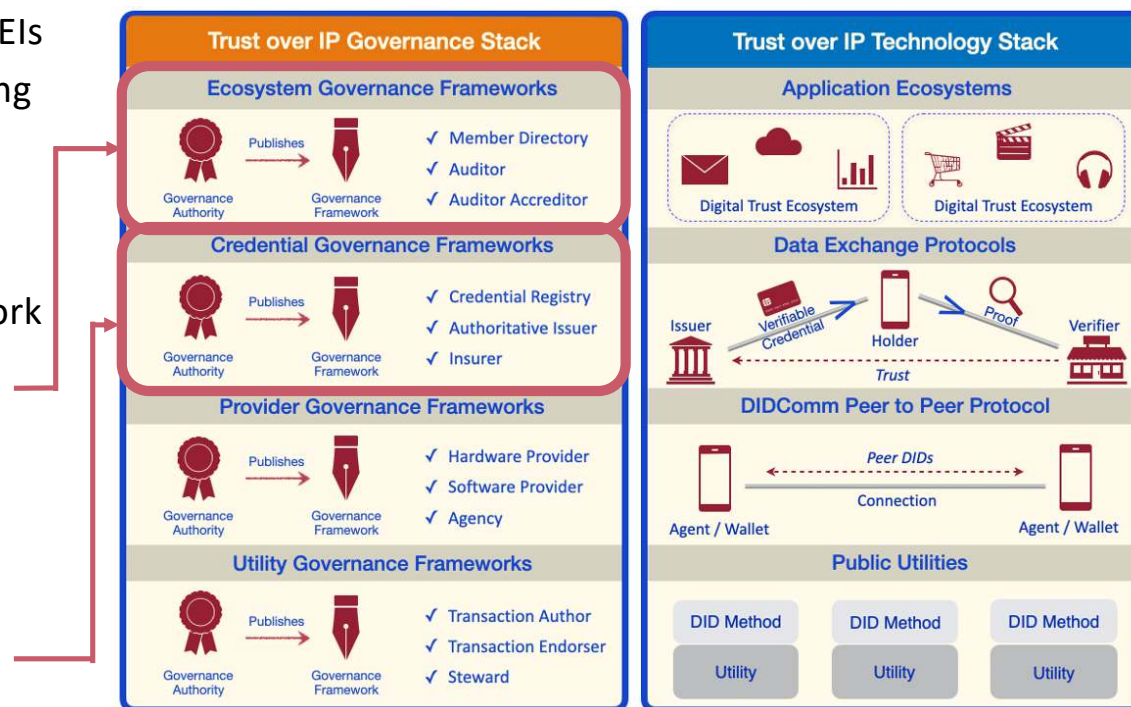 EIs
ng
ork
Trust over IP Governance Stack
Ecosystem Governance Frameworks
Publishes
Governance
Authority
Governance
Framework
✓ Member Directory
✓ Auditor
✓ Auditor Accreditor
Credential Governance Frameworks
Publishes
Governance
Authority
Governance
Framework
✓ Credential Registry
✓ Authoritative Issuer
✓ Insurer
Provider Governance Frameworks
Publishes
Governance
Authority
Governance
Framework
✓ Hardware Provider
✓ Software Provider
✓ Agency
Utility Governance Frameworks
Publishes
Governance
Authority
Governance
Framework
✓ Transaction Author
✓ Transaction Endorser
✓ Steward
Trust over IP Technology Stack
Application Ecosystems
Digital Trust Ecosystem
Digital Trust Ecosystem
Data Exchange Protocols
Issuer
Verifiable
Credential
Holder
Proof
Verifier
Trust
DIDComm Peer to Peer Protocol
Peer DIDs
Connection
Agent / Wallet
Agent / Wallet
Public Utilities
DID Method
DID Method
DID Method
Utility
Utility
Utility